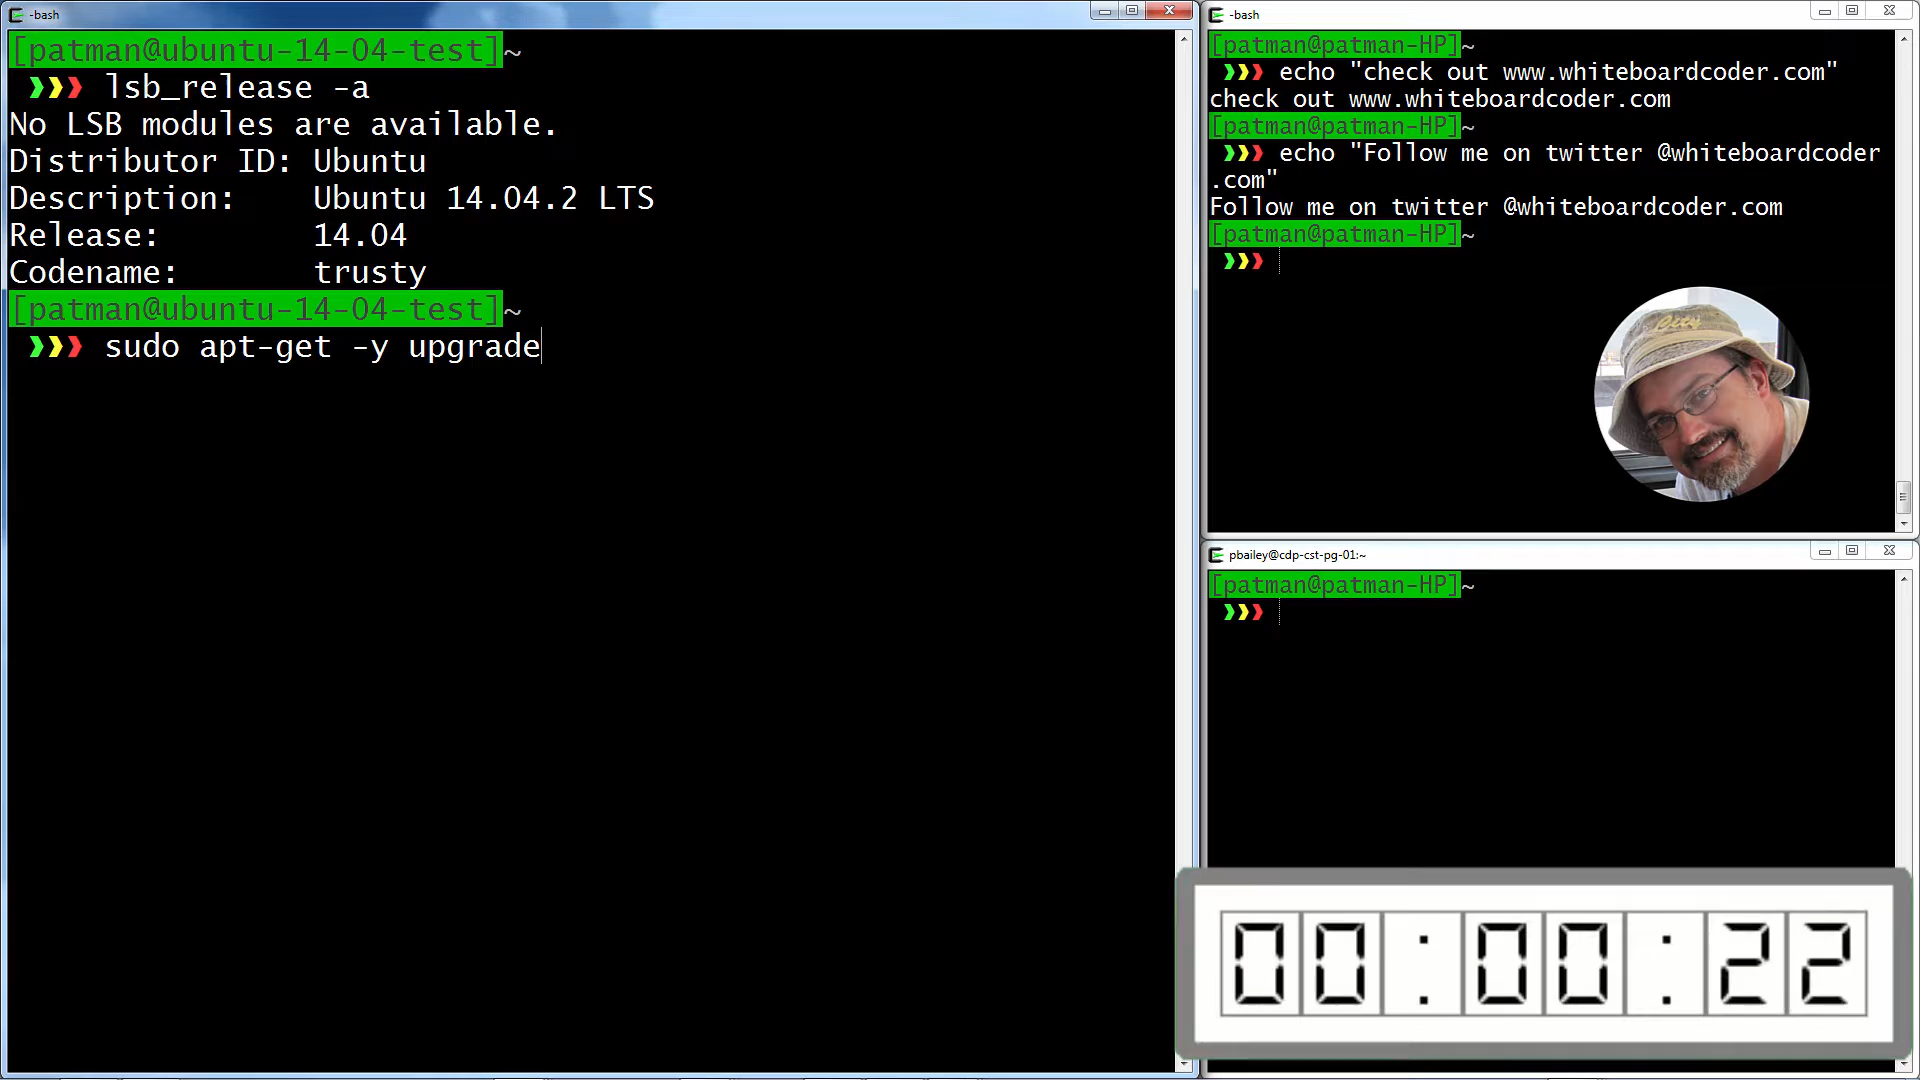 -bash
[patman@ubuntu-14-04-test]~
❱❱❱ lsb_release -a
No LSB modules are available.
Distributor ID: Ubuntu
Description:    Ubuntu 14.04.2 LTS
Release:        14.04
Codename:       trusty
[patman@ubuntu-14-04-test]~
❱❱❱ sudo apt-get -y upgrade
-bash
[patman@patman-HP]~
❱❱❱ echo "check out www.whiteboardcoder.com"
check out www.whiteboardcoder.com
[patman@patman-HP]~
❱❱❱ echo "Follow me on twitter @whiteboardcoder
.com"
Follow me on twitter @whiteboardcoder.com
[patman@patman-HP]~
❱❱❱
City
pbailey@cdp-cst-pg-01:~
[patman@patman-HP]~
❱❱❱
00:00:22